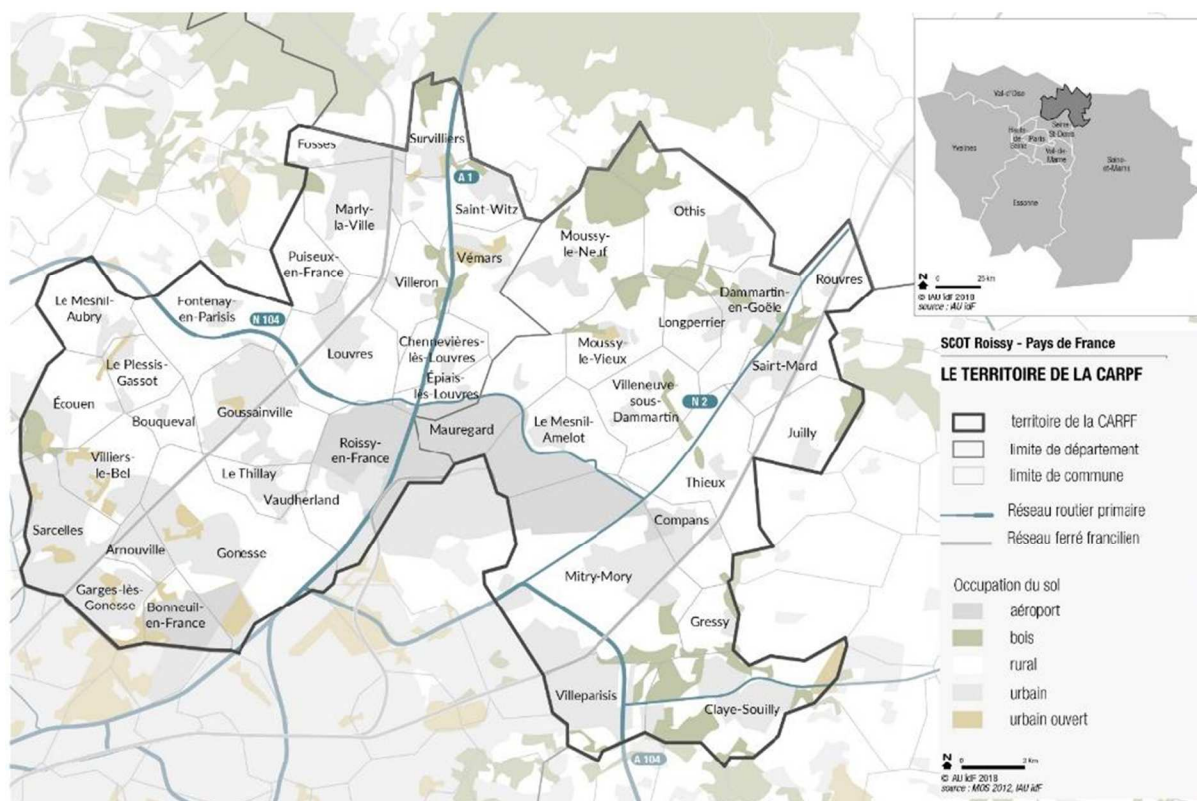 Fosses
Survilliers
A 1
Saint-Witz
Marly-
la-Ville
Othis
Moussy-
le-Neuf
Puiseux-
en-France
Vémars
Villeron
Rouvres
Le Mesnil-
Aubry
Fontenay-
en-Parisis
N 104
Dammartin-
en-Goële
Longperrier
Louvres
Chennevières-
lès-Louvres
Moussy-
le-Vieux
Le Plessis-
Gassot
Épiais-
lès-Louvres
Villeneuve-
sous-
Dammartin
Saint-Mard
Écouen
Bouqueval
Goussainville
N 2
Mauregard
Le Mesnil-
Amelot
Juilly
Roissy-
en-France
Villiers-
le-Bel
Le Thillay
Vaudherland
Thieux
Compans
Sarcelles
Arnouville
Gonesse
Mitry-Mory
Garges-lès-
Gonesse
Bonneuil-
en-France
Gressy
Villeparisis
Claye-Souilly
A 104
Val-d'Oise
Yvelines
Hauts-
de-
Seine
Paris
Seine-
St-Denis
Val-de-
Marne
Seine-
et-Marne
Essonne
N
0 25 km
© IAU îdF 2018
source : IAU îdF
SCOT Roissy - Pays de France
LE TERRITOIRE DE LA CARPF
territoire de la CARPF
limite de département
limite de commune
Réseau routier primaire
Réseau ferré francilien
Occupation du sol
aéroport
bois
rural
urbain
urbain ouvert
N
0 2 Km
© AU îdF 2018
source : MOS 2012, IAU îdF